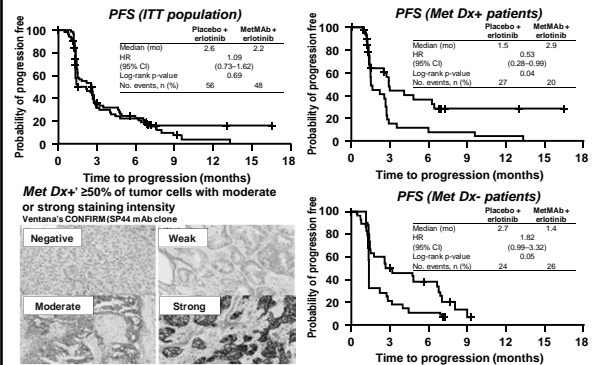 PFS (ITT population)
Probability of progression free
100
80
60
40
20
0
Placebo + erlotinib
MetMAb + erlotinib
Median (mo) 2.6 2.2
HR 1.09
(95% CI) (0.73–1.62)
Log-rank p-value 0.69
No. events, n (%) 56 48
0 3 6 9 12 15 18
Time to progression (months)
PFS (Met Dx+ patients)
Probability of progression free
100
80
60
40
20
0
Placebo + erlotinib
MetMAb + erlotinib
Median (mo) 1.5 2.9
HR 0.53
(95% CI) (0.28–0.99)
Log-rank p-value 0.04
No. events, n (%) 27 20
0 3 6 9 12 15 18
Time to progression (months)
Met Dx+' ≥50% of tumor cells with moderate
or strong staining intensity
Ventana's CONFIRM (SP44 mAb clone
Negative
Weak
Moderate
Strong
PFS (Met Dx- patients)
Probability of progression free
100
80
60
40
20
0
Placebo + erlotinib
MetMAb + erlotinib
Median (mo) 2.7 1.4
HR 1.82
(95% CI) (0.99–3.32)
Log-rank p-value 0.05
No. events, n (%) 24 26
0 3 6 9 12 15 18
Time to progression (months)